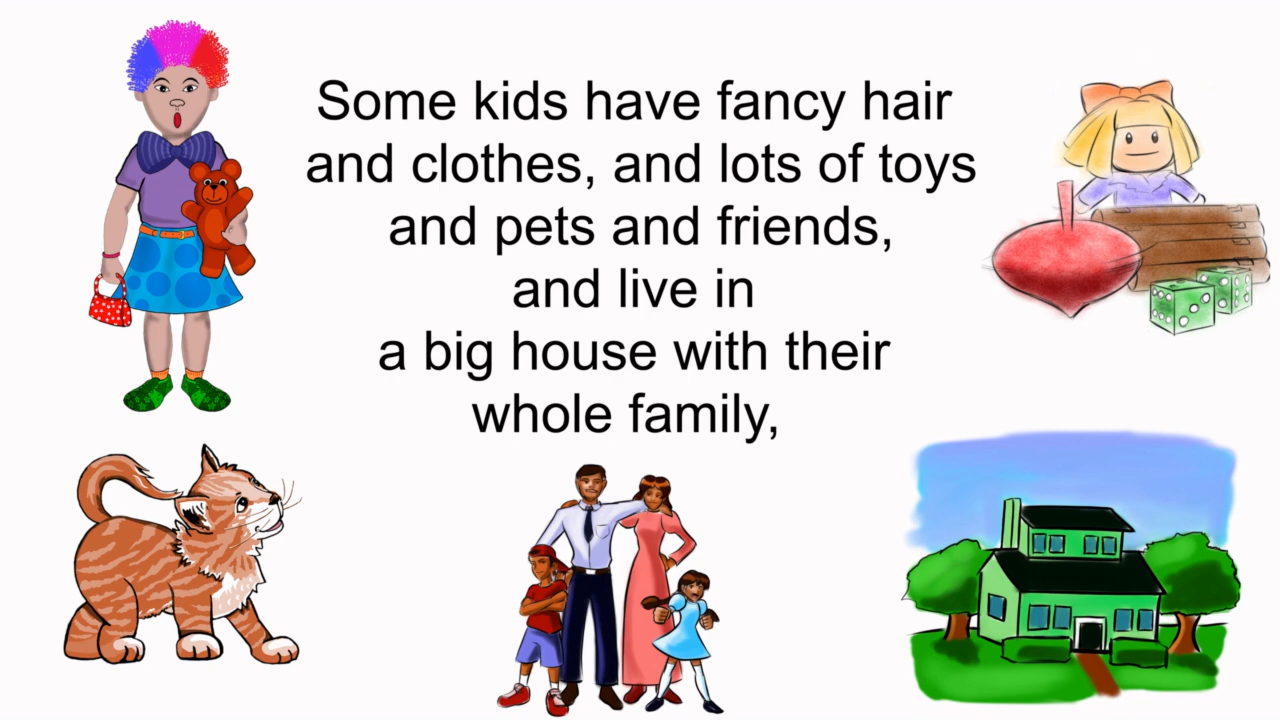 Some kids have fancy hair
and clothes, and lots of toys
and pets and friends,
and live in
a big house with their
whole family,